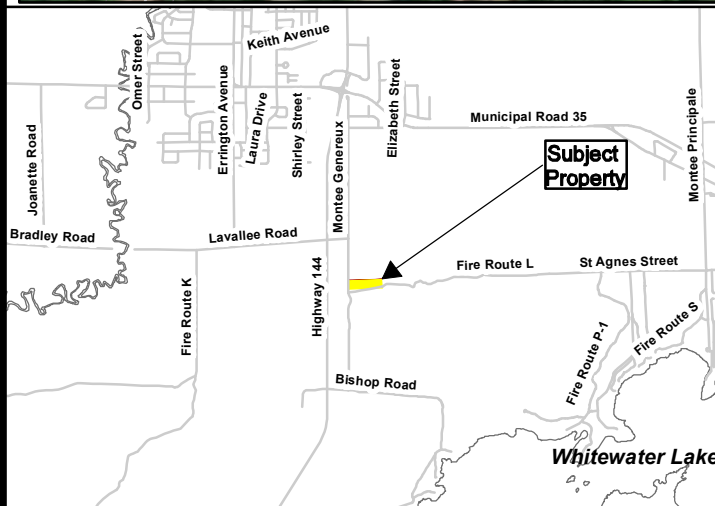 Keith Avenue
Omer Street
Errington Avenue
Laura Drive
Shirley Street
Montee Genereux
Elizabeth Street
Municipal Road 35
Montee Principale
Joanette Road
Subject
Property
Bradley Road
Lavallee Road
Highway 144
Fire Route L
St Agnes Street
Fire Route K
Fire Route P-1
Fire Route S
Bishop Road
Whitewater Lake